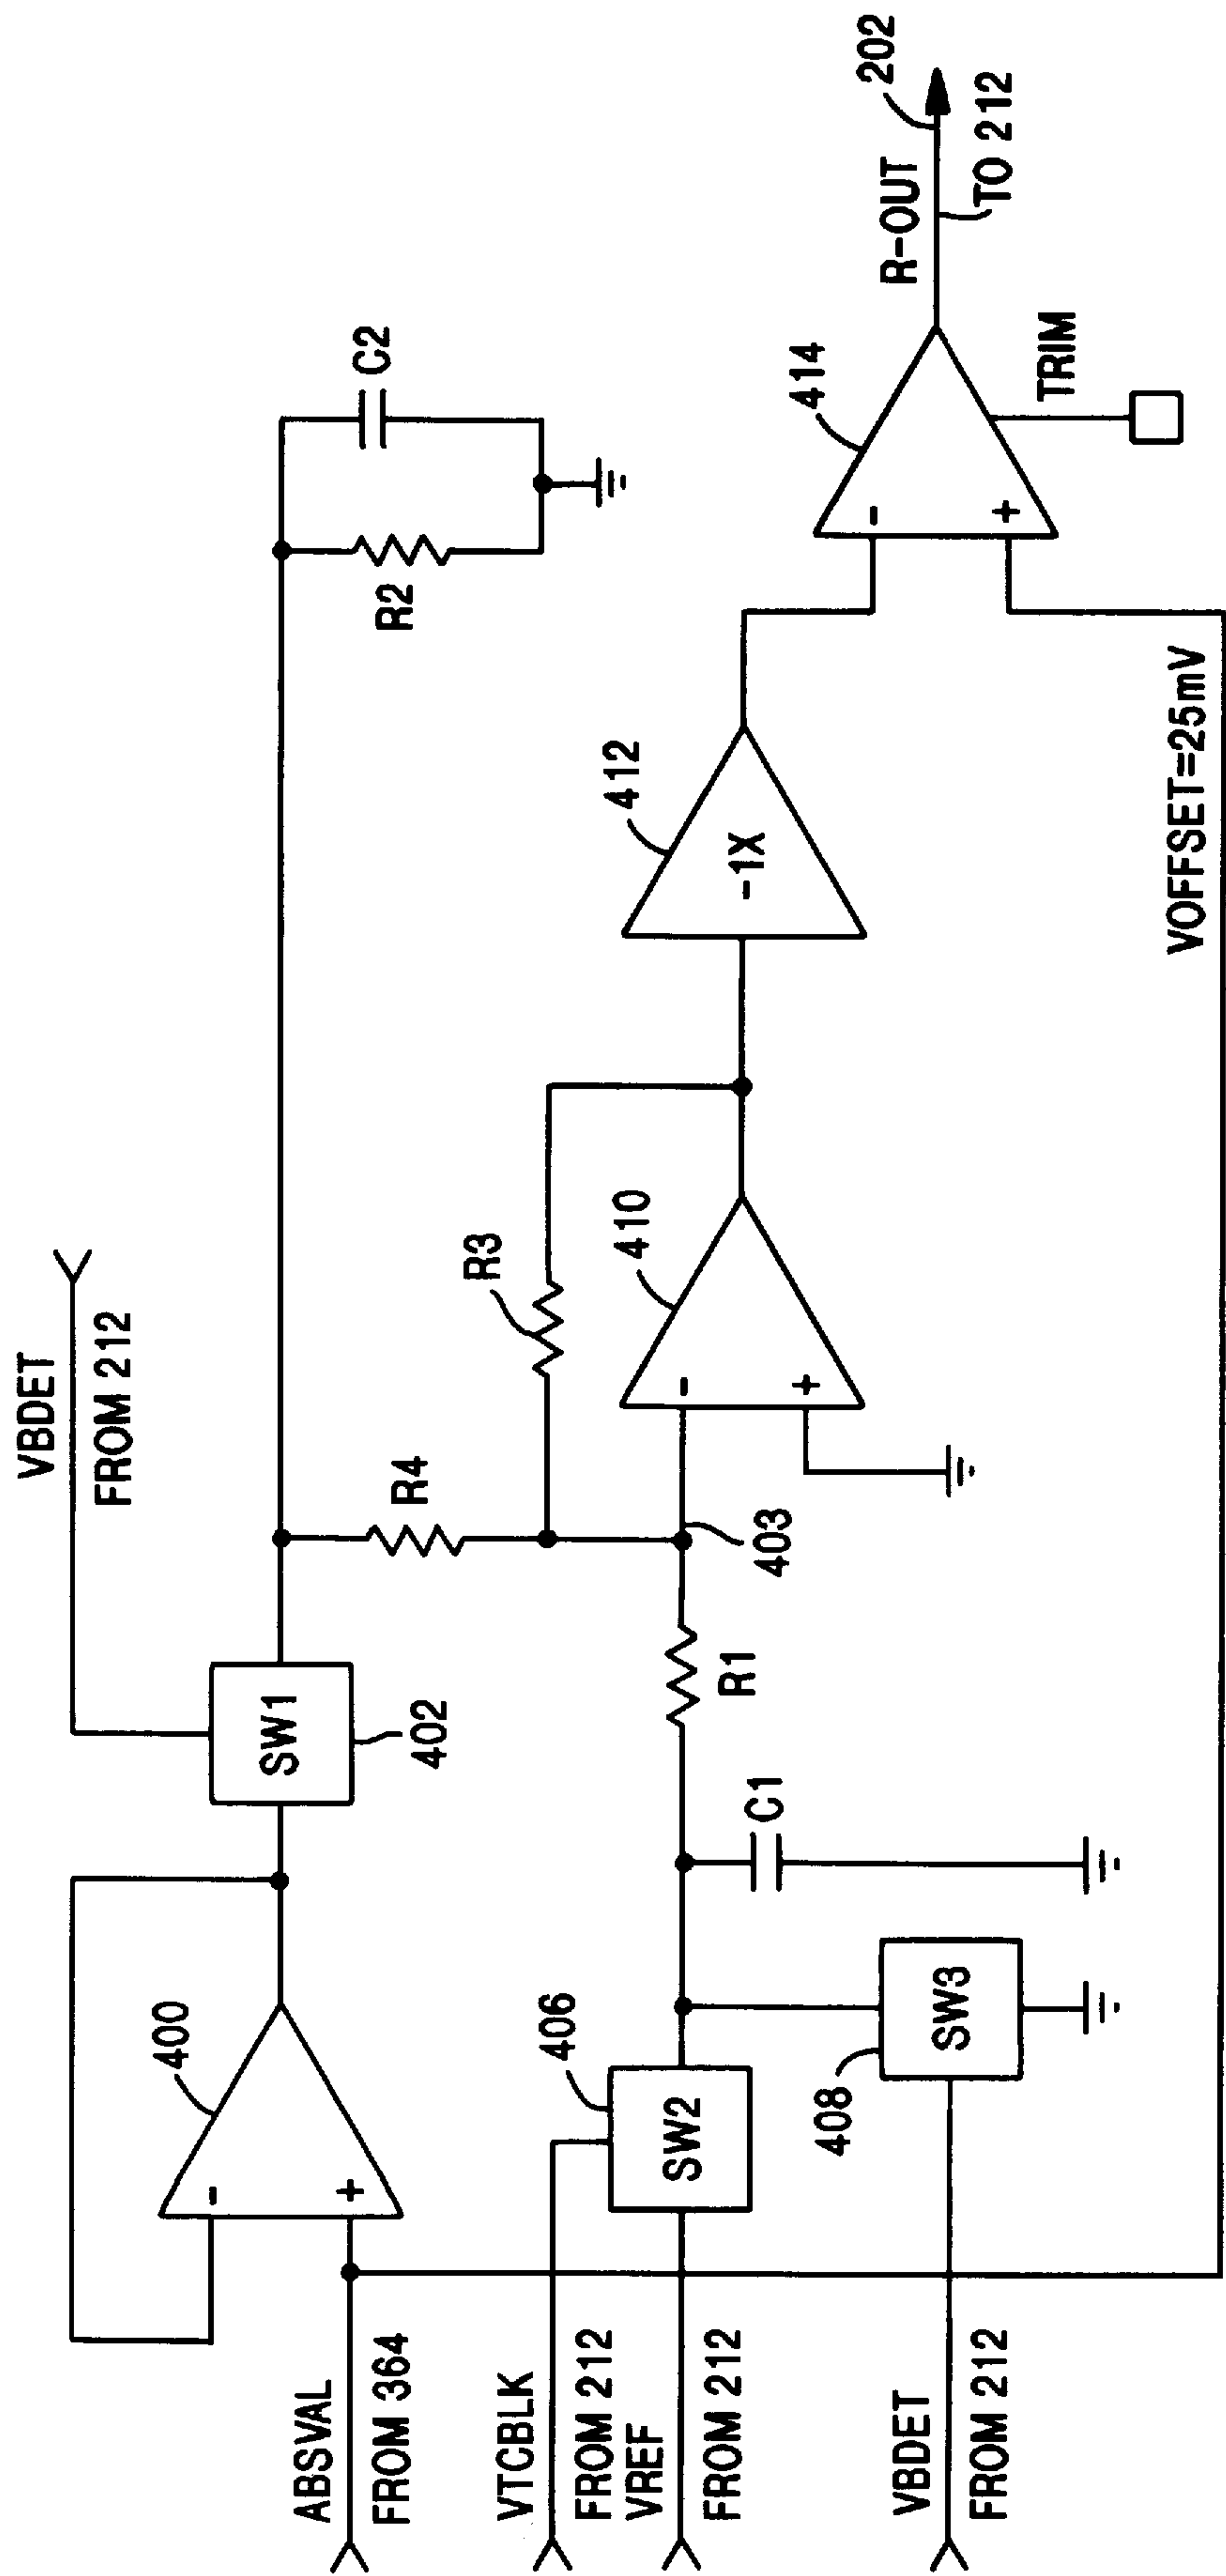 VBDET
FROM 212
400
-
+
SW1
402
R4
R2
C2
ABSVAL
FROM 364
VTCBLK
FROM 212
VREF
FROM 212
406
SW2
VBDET
FROM 212
408
SW3
C1
R1
403
R3
410
-
+
412
-1X
414
-
+
R-OUT
202
TO 212
TRIM
VOFFSET=25mV